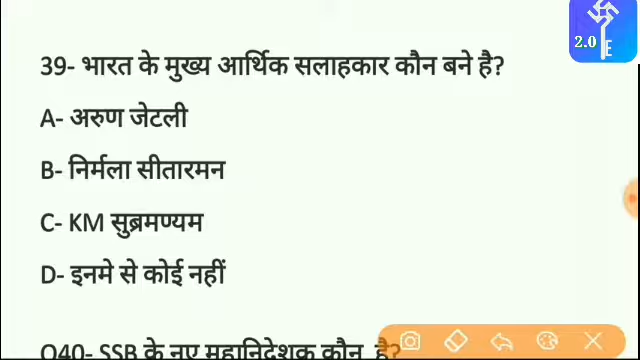 2.0
E
39- भारत के मुख्य आर्थिक सलाहकार कौन बने है?
A- अरुण जेटली
B- निर्मला सीतारमन
C- KM सुब्रमण्यम
D- इनमे से कोई नहीं
Q40- SSB के नए महानिदेशक कौन है?